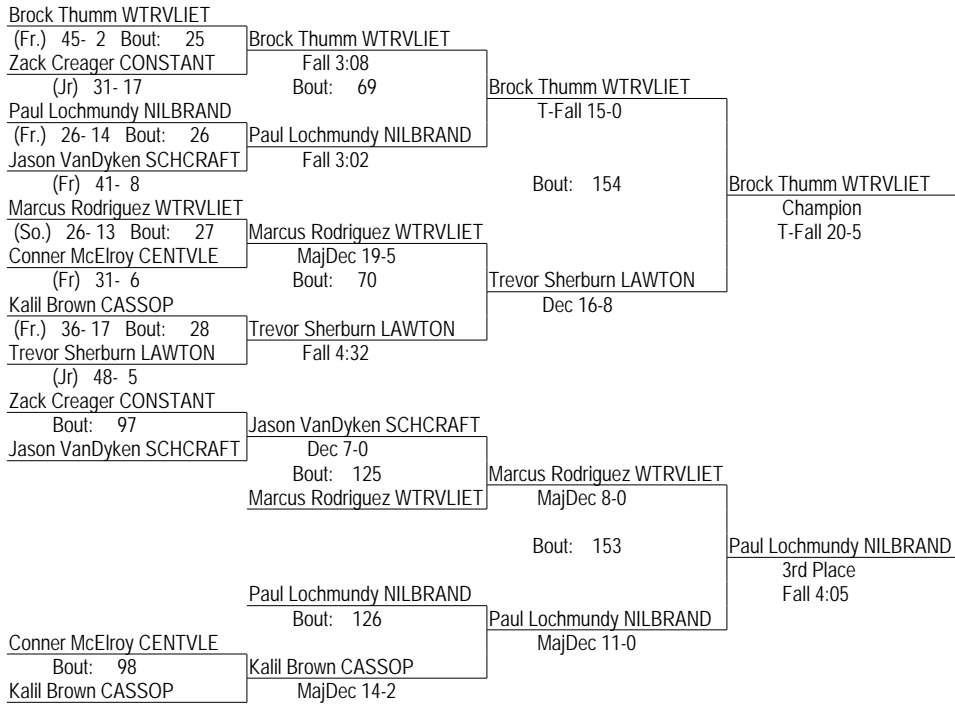 Brock Thumm WTRVLIET
(Fr.) 45- 2 Bout: 25
Brock Thumm WTRVLIET
Zack Creager CONSTANT
Fall 3:08
(Jr) 31- 17
Bout: 69
Brock Thumm WTRVLIET
Paul Lochmundy NILBRAND
T-Fall 15-0
(Fr.) 26- 14 Bout: 26
Paul Lochmundy NILBRAND
Jason VanDyken SCHCRAFT
Fall 3:02
(Fr) 41- 8
Bout: 154
Brock Thumm WTRVLIET
Marcus Rodriguez WTRVLIET
Champion
(So.) 26- 13 Bout: 27
Marcus Rodriguez WTRVLIET
T-Fall 20-5
Conner McElroy CENTVLE
MajDec 19-5
(Fr) 31- 6
Bout: 70
Trevor Sherburn LAWTON
Kalil Brown CASSOP
Dec 16-8
(Fr.) 36- 17 Bout: 28
Trevor Sherburn LAWTON
Trevor Sherburn LAWTON
Fall 4:32
(Jr) 48- 5
Zack Creager CONSTANT
Bout: 97
Jason VanDyken SCHCRAFT
Jason VanDyken SCHCRAFT
Dec 7-0
Bout: 125
Marcus Rodriguez WTRVLIET
Marcus Rodriguez WTRVLIET
MajDec 8-0
Bout: 153
Paul Lochmundy NILBRAND
3rd Place
Paul Lochmundy NILBRAND
Fall 4:05
Bout: 126
Paul Lochmundy NILBRAND
Conner McElroy CENTVLE
MajDec 11-0
Bout: 98
Kalil Brown CASSOP
Kalil Brown CASSOP
MajDec 14-2